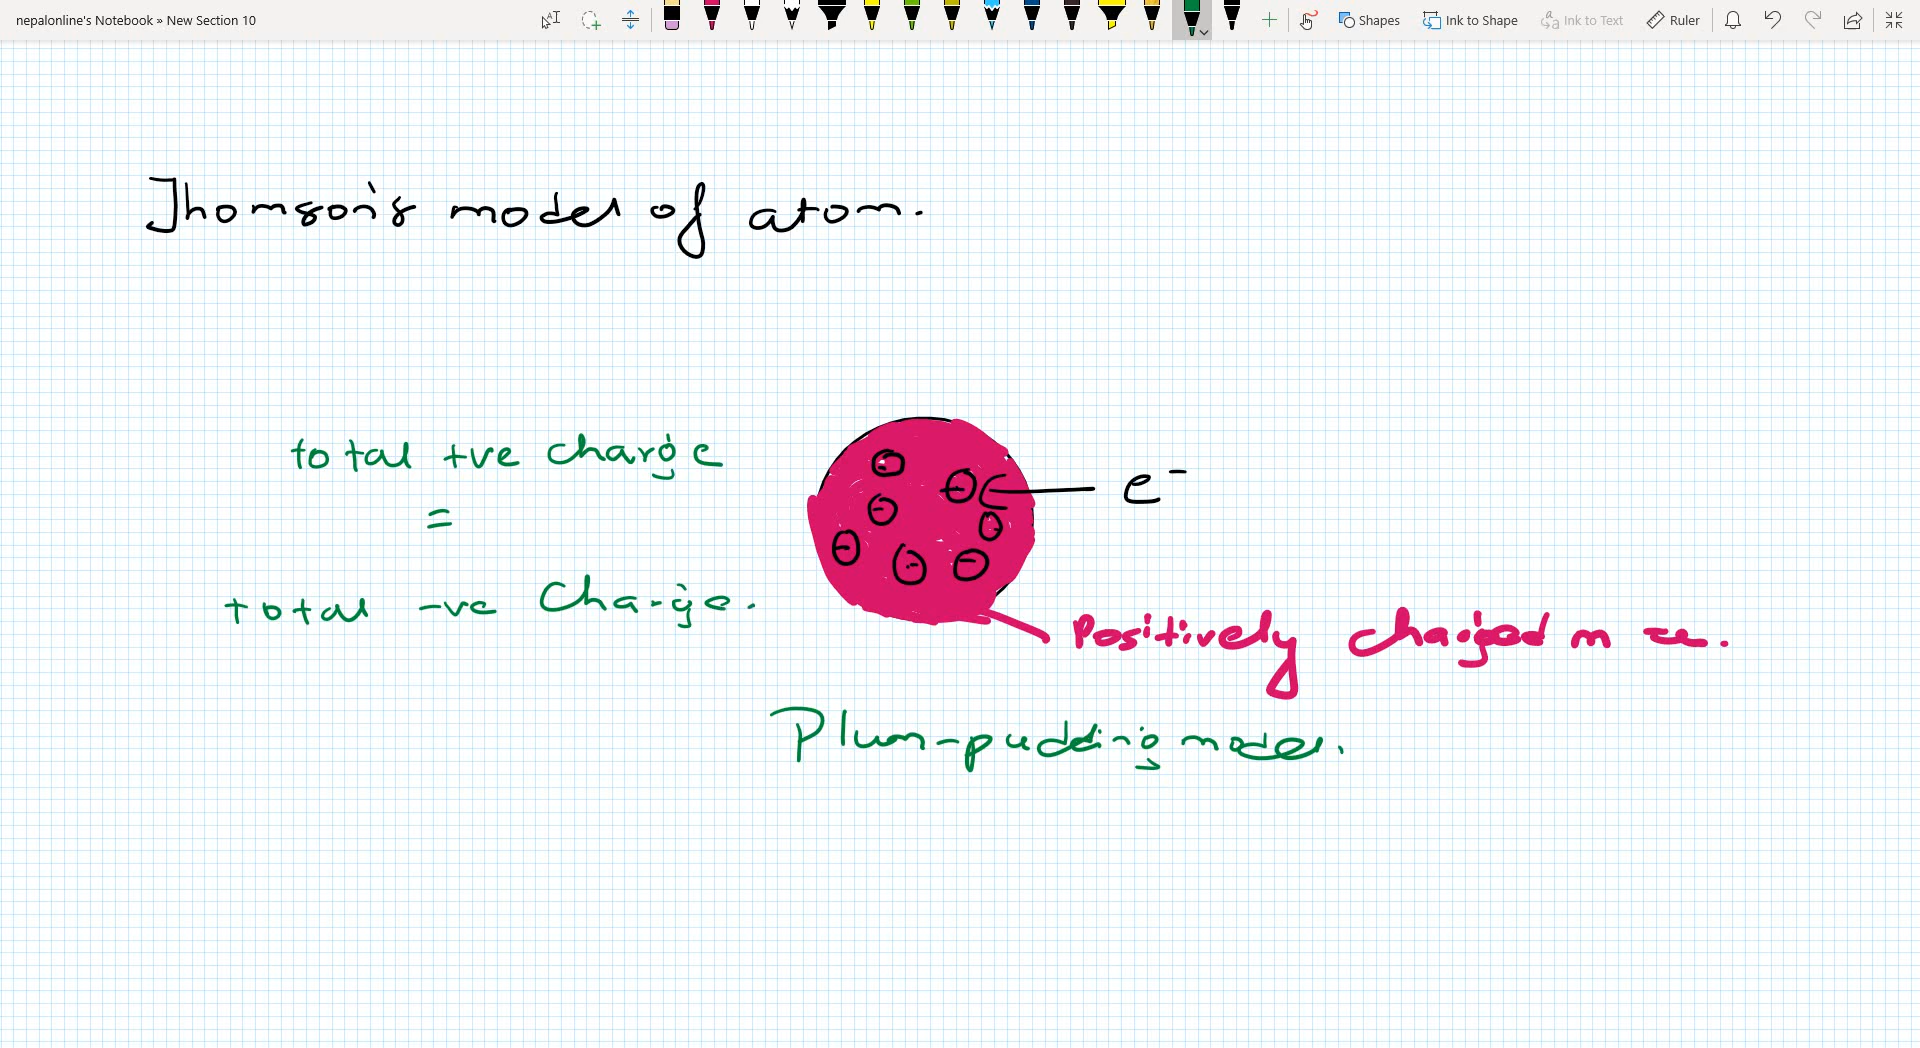 nepalonline's Notebook » New Section 10
Shapes Ink to Shape Ink to Text Ruler
Thomson's model of atom.
total +ve charge
=
total -ve charge.
e⁻
Positively charged
Plum-pudding model.